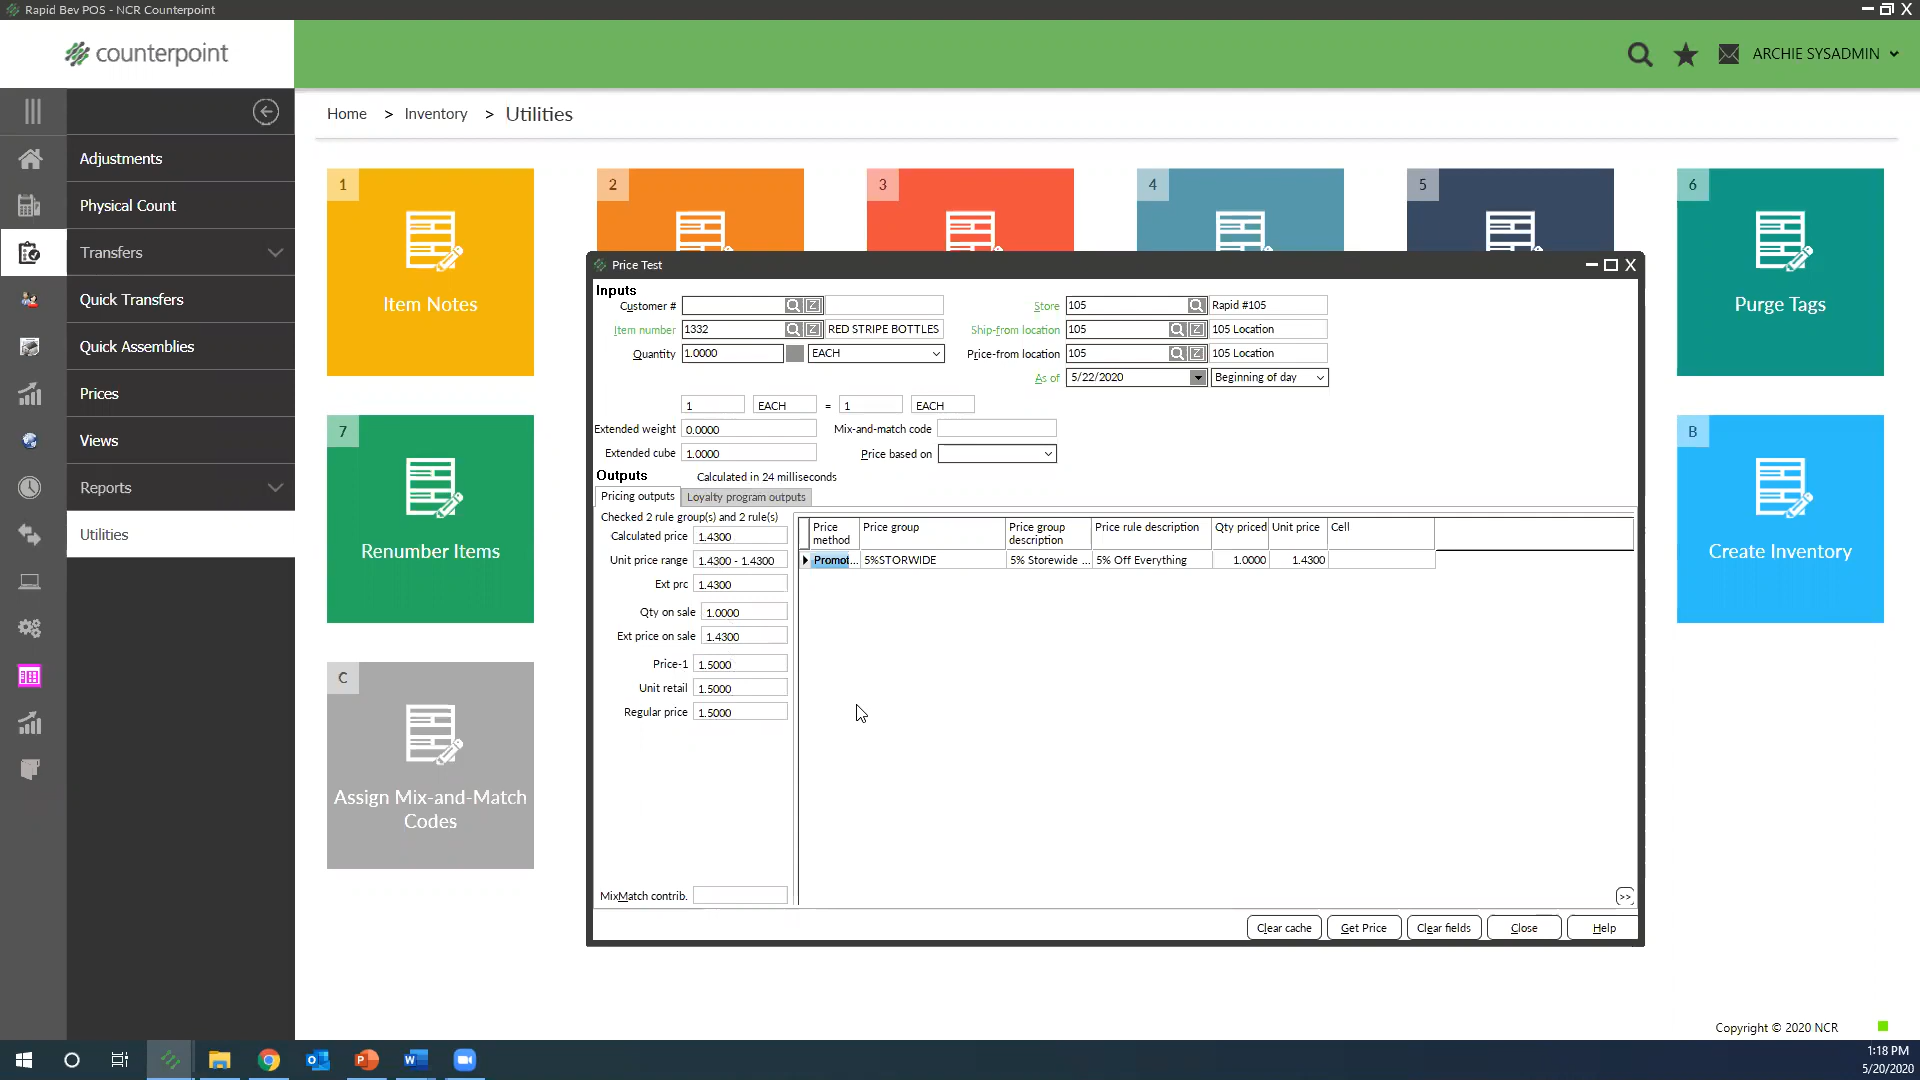 Rapid Bev POS - NCR Counterpoint
counterpoint
ARCHIE SYSADMIN
Home > Inventory > Utilities
Adjustments
Physical Count
Transfers
Quick Transfers
Quick Assemblies
Prices
Views
Reports
Utilities
1
Item Notes
2
3
4
5
6
Purge Tags
7
Renumber Items
B
Create Inventory
C
Assign Mix-and-Match
Codes
Price Test
Inputs
Customer #
Store 105 Rapid #105
Item number 1332 RED STRIPE BOTTLES
Ship-from location 105 105 Location
Quantity 1.0000 EACH
Price-from location 105 105 Location
As of 5/22/2020 Beginning of day
1 EACH = 1 EACH
Extended weight 0.0000 Mix-and-match code
Extended cube 1.0000 Price based on
Outputs Calculated in 24 milliseconds
Pricing outputs Loyalty program outputs
Checked 2 rule group(s) and 2 rule(s)
Calculated price 1.4300
Unit price range 1.4300 - 1.4300
Ext prc 1.4300
Qty on sale 1.0000
Ext price on sale 1.4300
Price-1 1.5000
Unit retail 1.5000
Regular price 1.5000
MixMatch contrib.
Price method Price group Price group description Price rule description Qty priced Unit price Cell
Promot... 5%STORWIDE 5% Storewide ... 5% Off Everything 1.0000 1.4300
>>
Clear cache Get Price Clear fields Close Help
Copyright © 2020 NCR
1:18 PM
5/20/2020